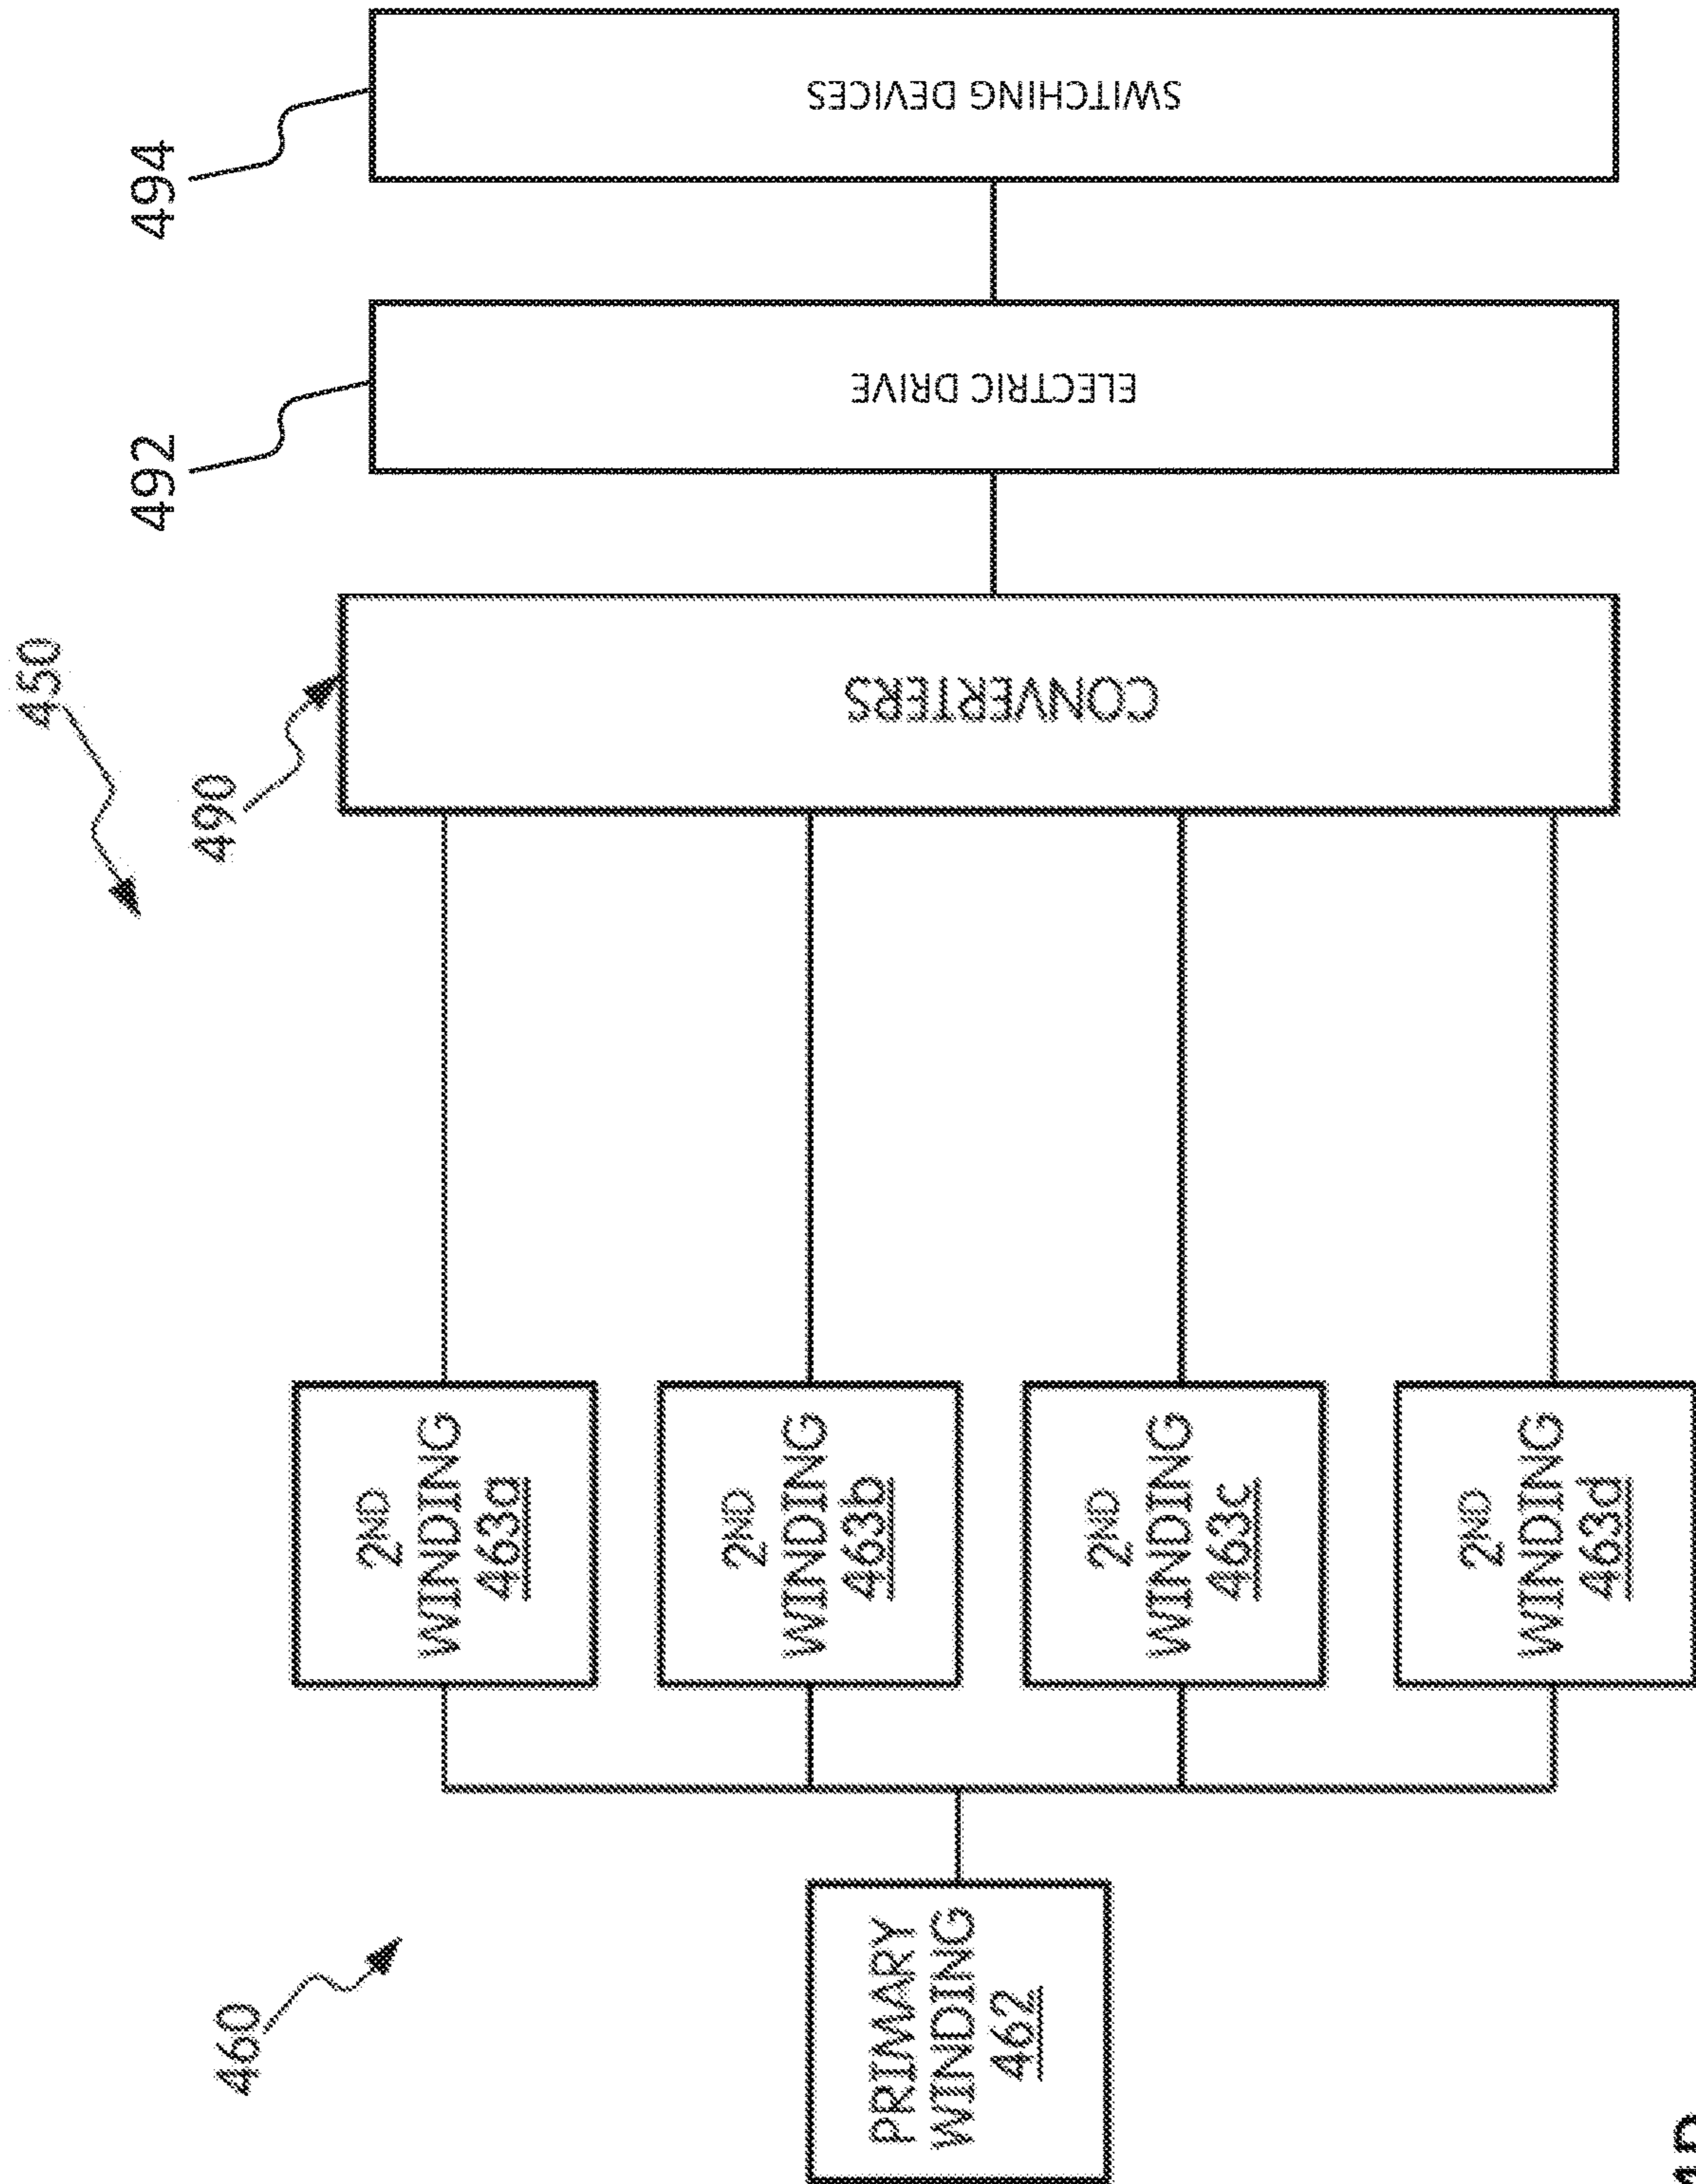 450
460
490
492
494
PRIMARY
WINDING
462
2ND
WINDING
463a
2ND
WINDING
463b
2ND
WINDING
463c
2ND
WINDING
463d
CONVERTERS
ELECTRIC DRIVE
SWITCHING DEVICES